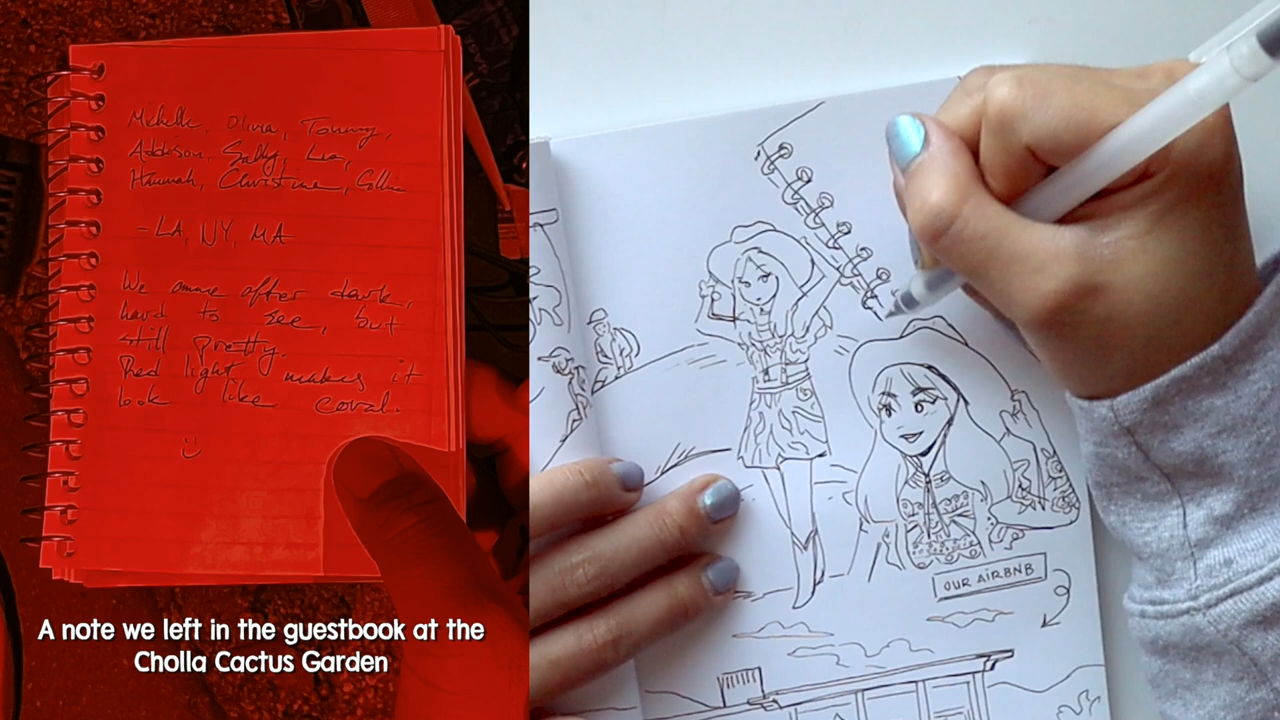 Michelle, Olivia, Tommy,
Addison, Sally, Lea,
Hannah, Christina, Collin
- LA, NY, MA
We came after dark,
hard to see, but
still pretty.
Red light makes it
look like coral.
:)
A note we left in the guestbook at the
Cholla Cactus Garden
OUR AIRBNB